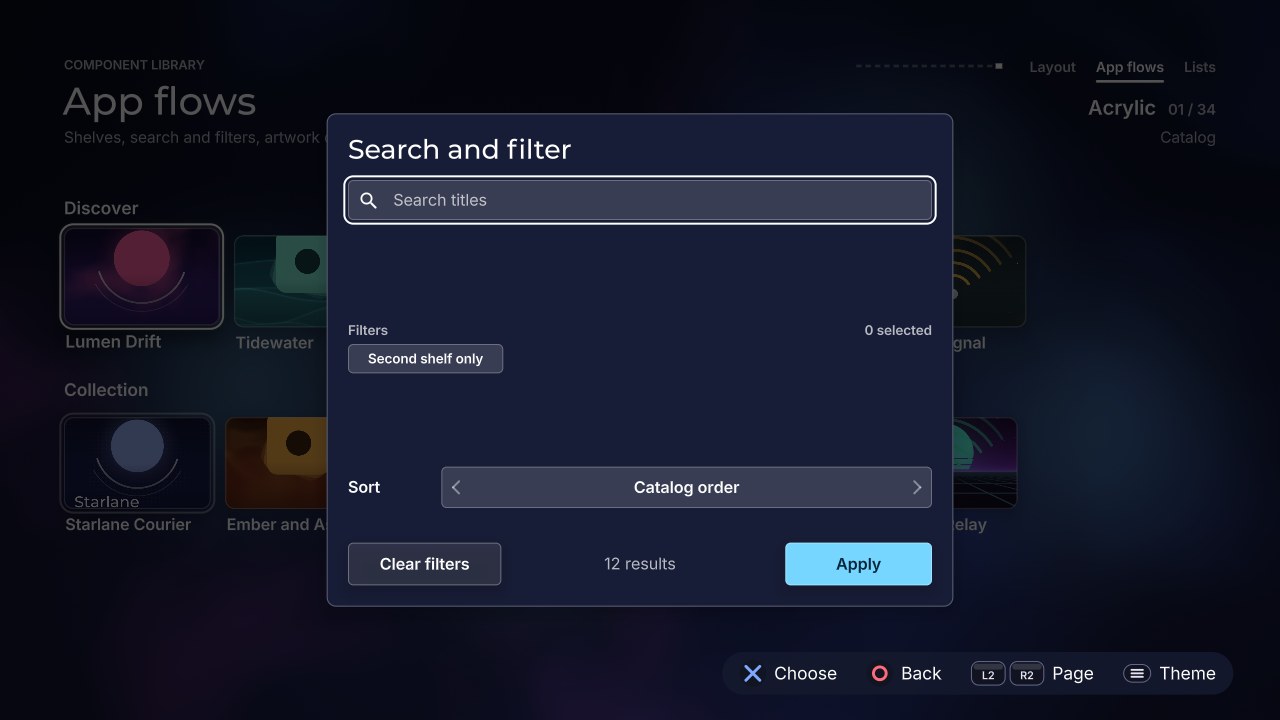 COMPONENT LIBRARY
App flows
Shelves, search and filters, artwork
Layout App flows Lists
Acrylic 01 / 34
Catalog
Discover
Lumen Drift
Tidewater
Collection
Starlane
Starlane Courier
Ember and
Search and filter
Search titles
Filters
0 selected
Second shelf only
Sort
Catalog order
Clear filters
12 results
Apply
Choose
Back
L2 R2 Page
Theme